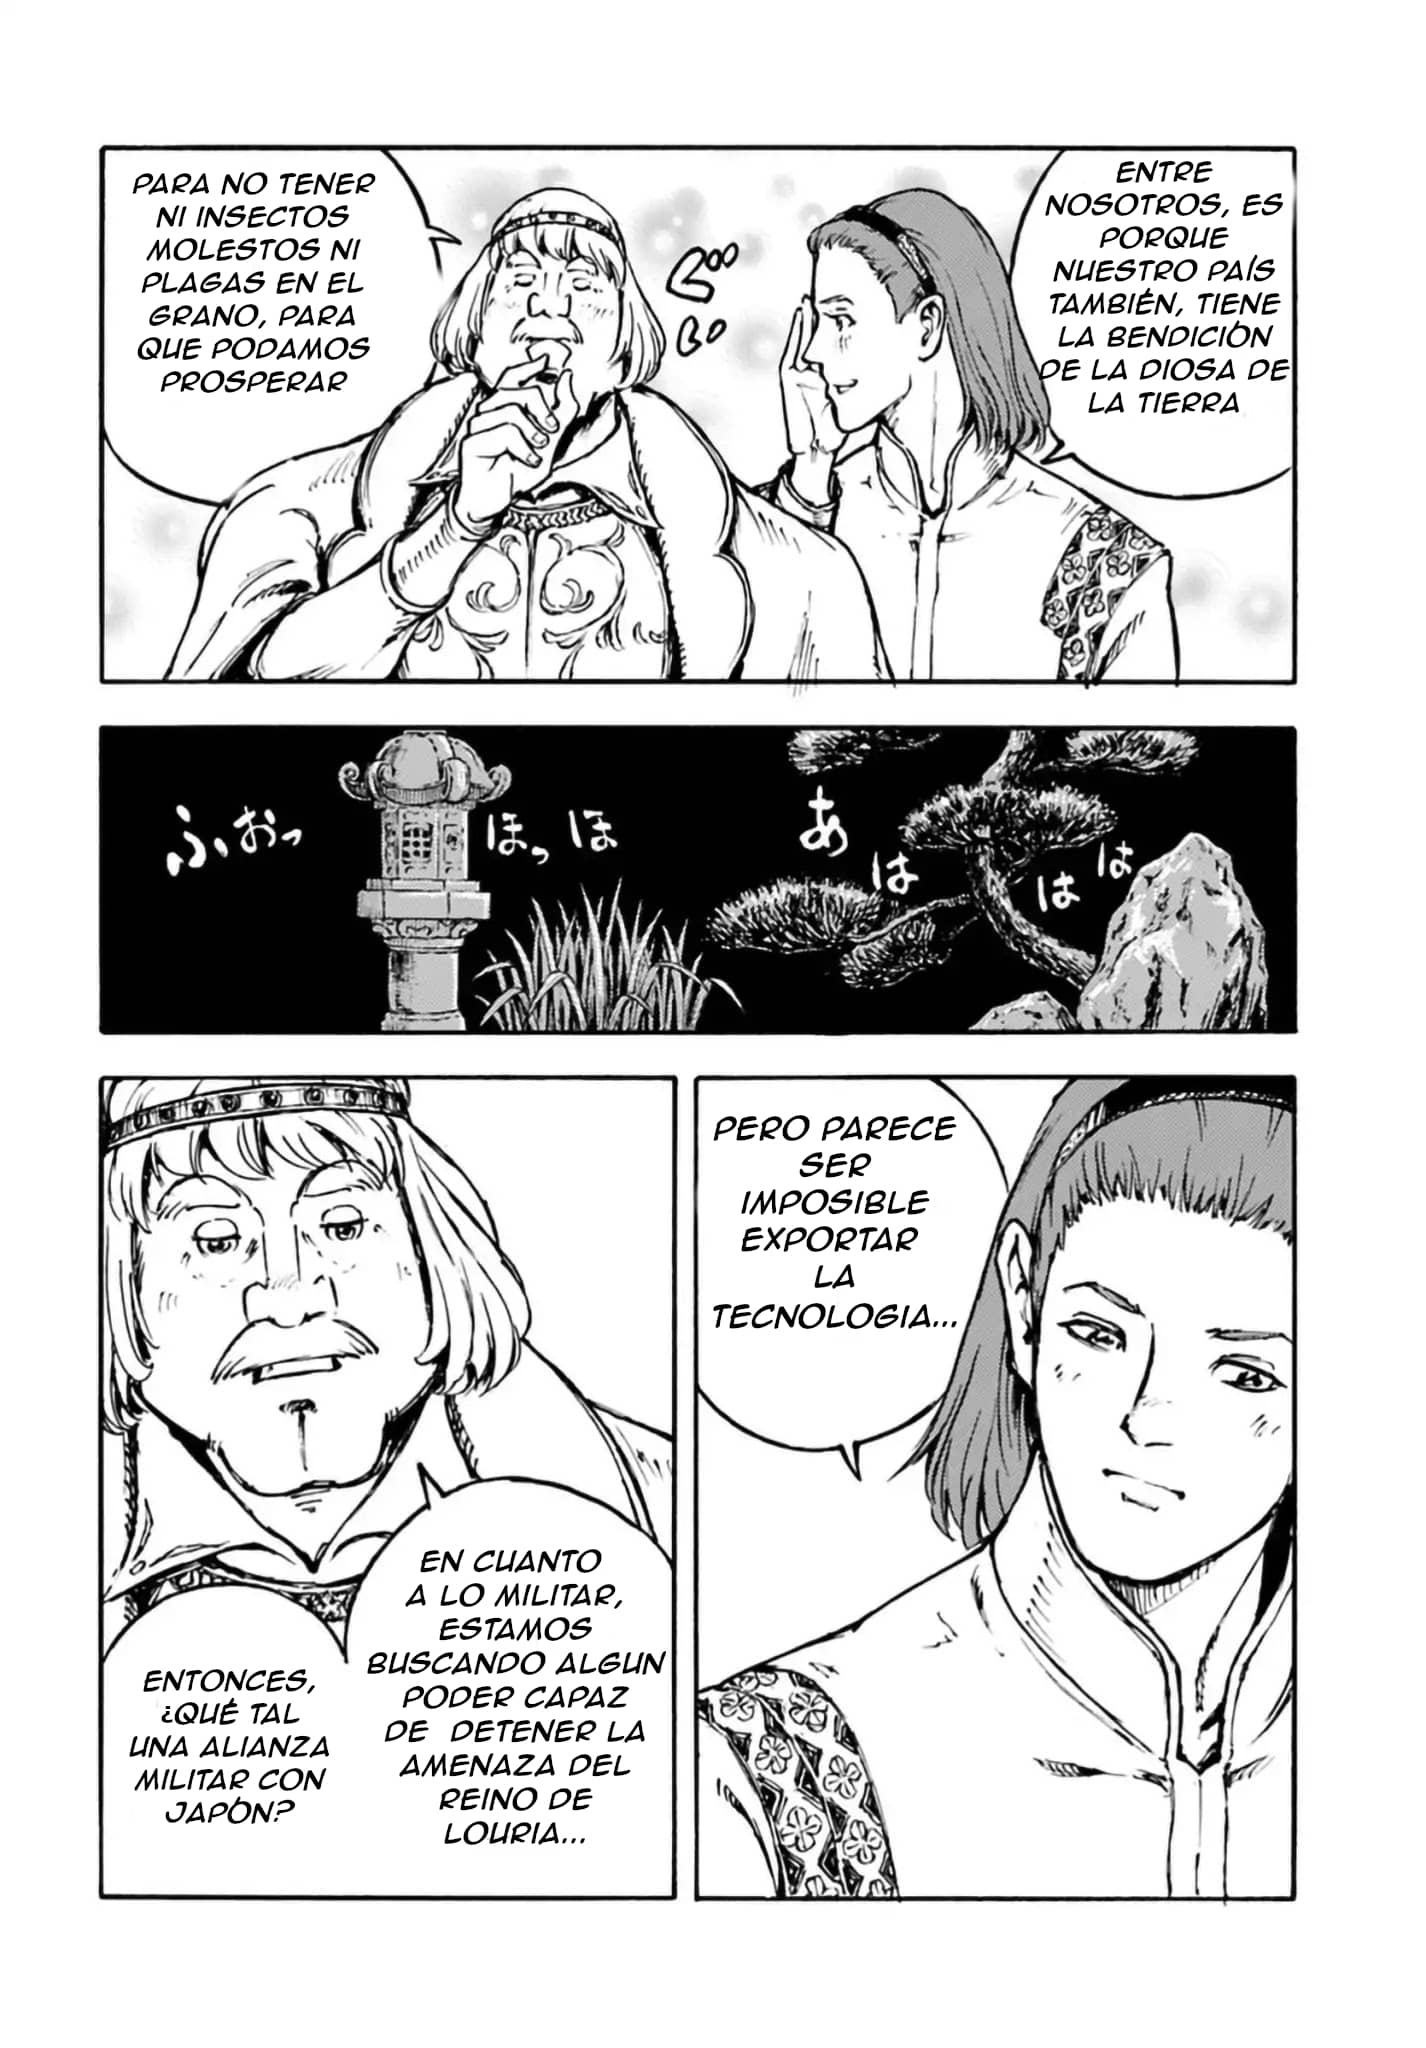 ENTRE
NOSOTROS, ES
PORQUE
NUESTRO PAÍS
TAMBIÉN, TIENE
LA BENDICIÓN
DE LA DIOSA DE
LA TIERRA
PARA NO TENER
NI INSECTOS
MOLESTOS NI
PLAGAS EN EL
GRANO, PARA
QUE PODAMOS
PROSPERAR
あ
は
は
は
ほっほ
ふぉっ
PERO PARECE
SER
IMPOSIBLE
EXPORTAR
LA
TECNOLOGIA...
EN CUANTO
A LO MILITAR,
ESTAMOS
BUSCANDO ALGUN
PODER CAPAZ
DE DETENER LA
AMENAZA DEL
REINO DE
LOURIA...
ENTONCES,
¿QUÉ TAL
UNA ALIANZA
MILITAR CON
JAPÓN?